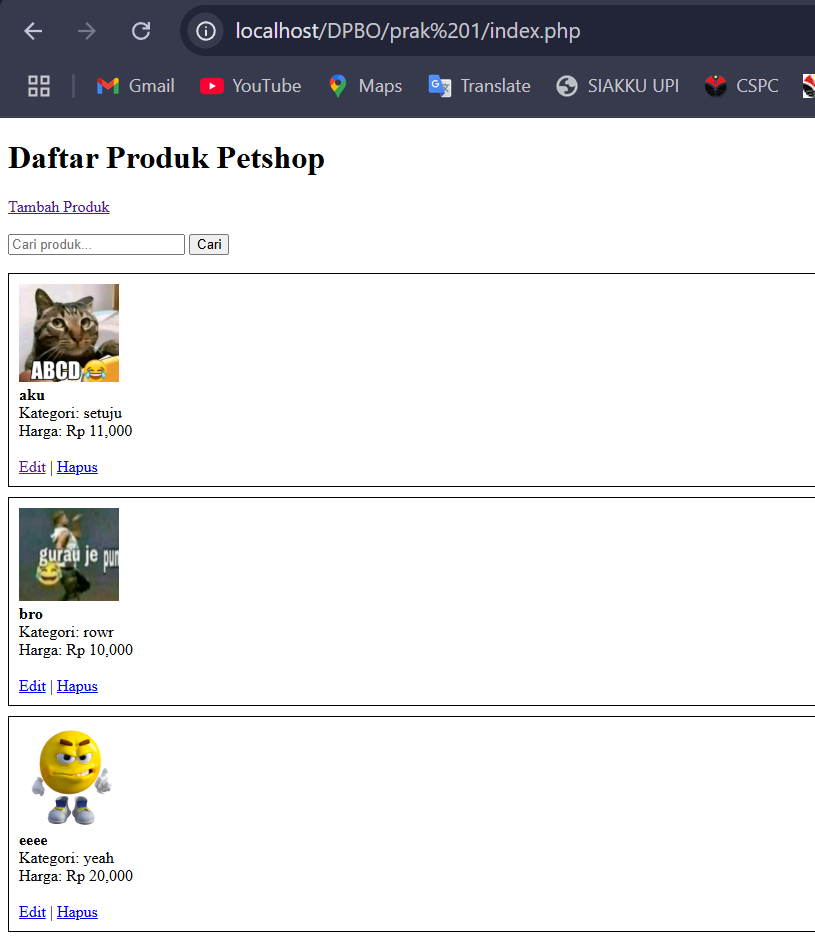 localhost/DPBO/prak%201/index.php
Gmail YouTube Maps Translate SIAKKU UPI CSPC
Daftar Produk Petshop
Tambah Produk
Cari produk... Cari
ABCD
aku
Kategori: setuju
Harga: Rp 11,000
Edit | Hapus
gurau je
bro
Kategori: rowr
Harga: Rp 10,000
Edit | Hapus
eeee
Kategori: yeah
Harga: Rp 20,000
Edit | Hapus